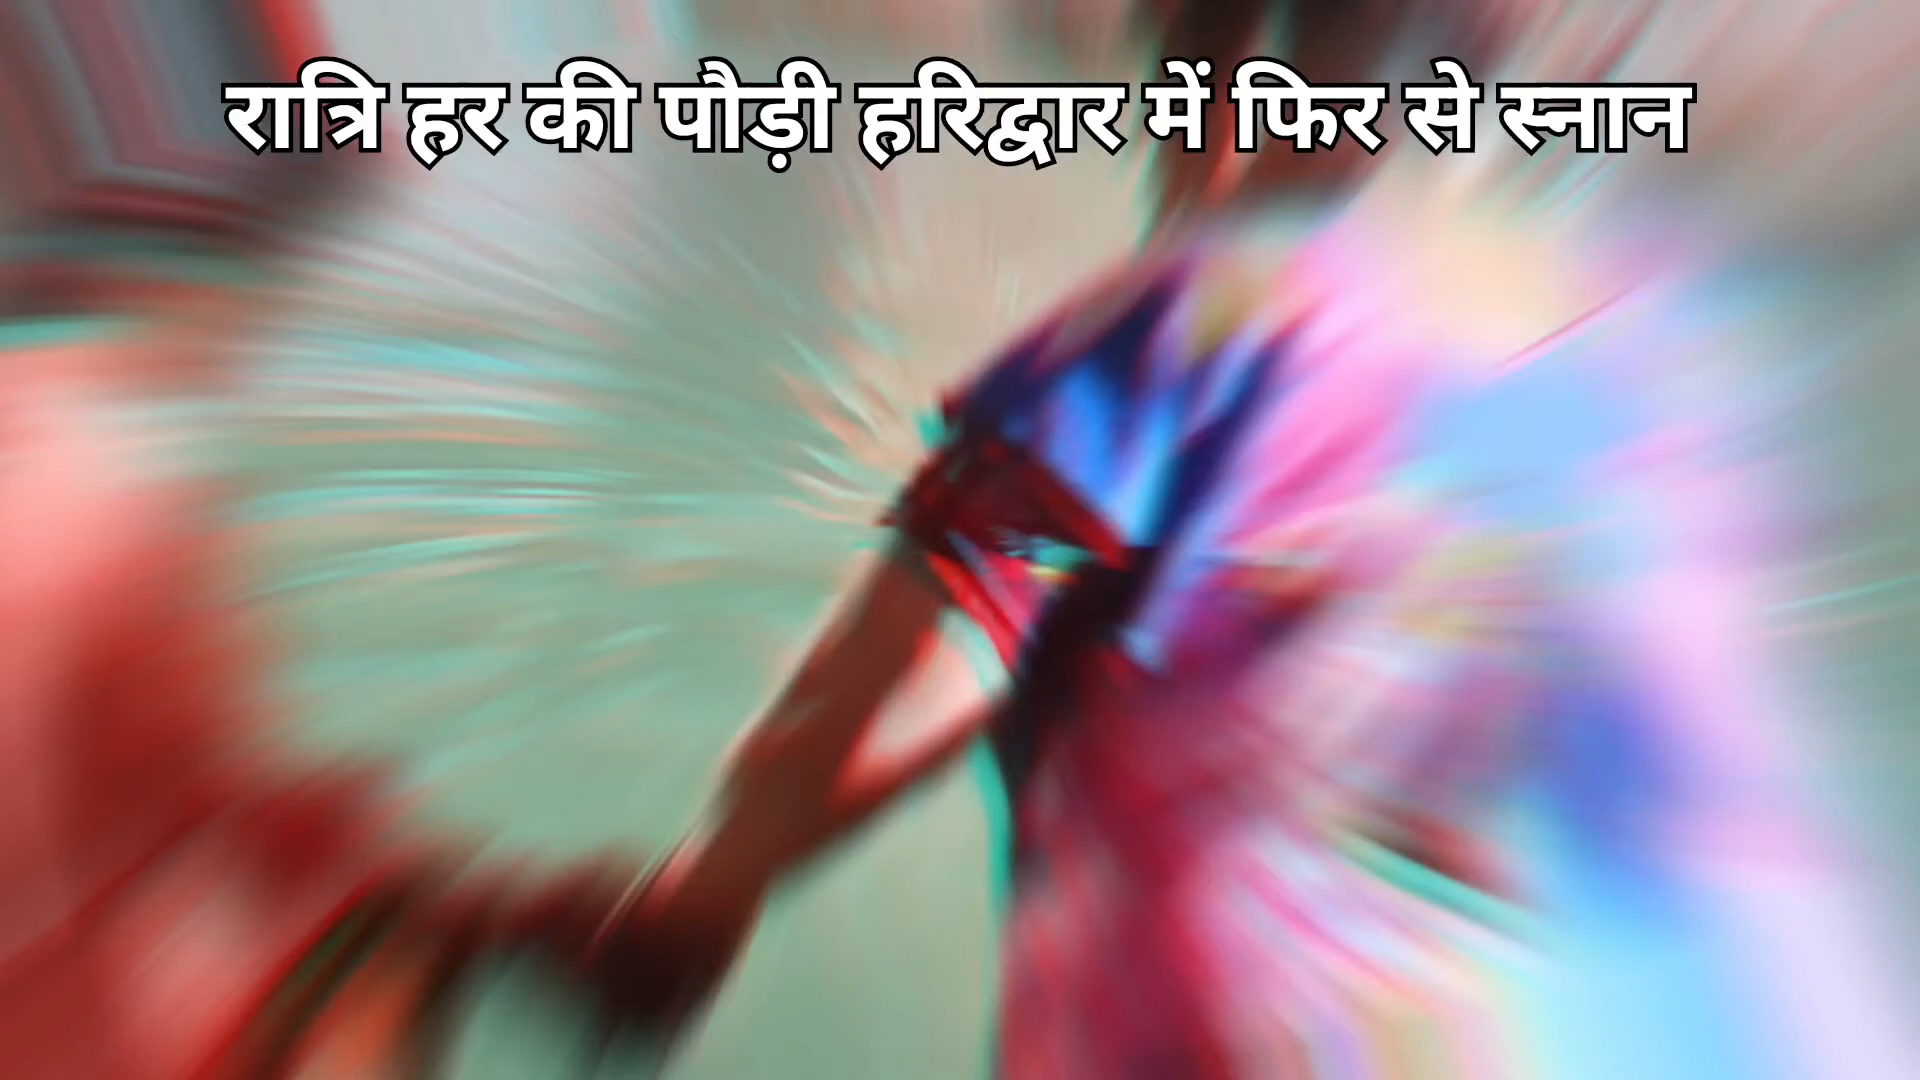 रात्रि हर की पौड़ी हरिद्वार में फिर से स्नान